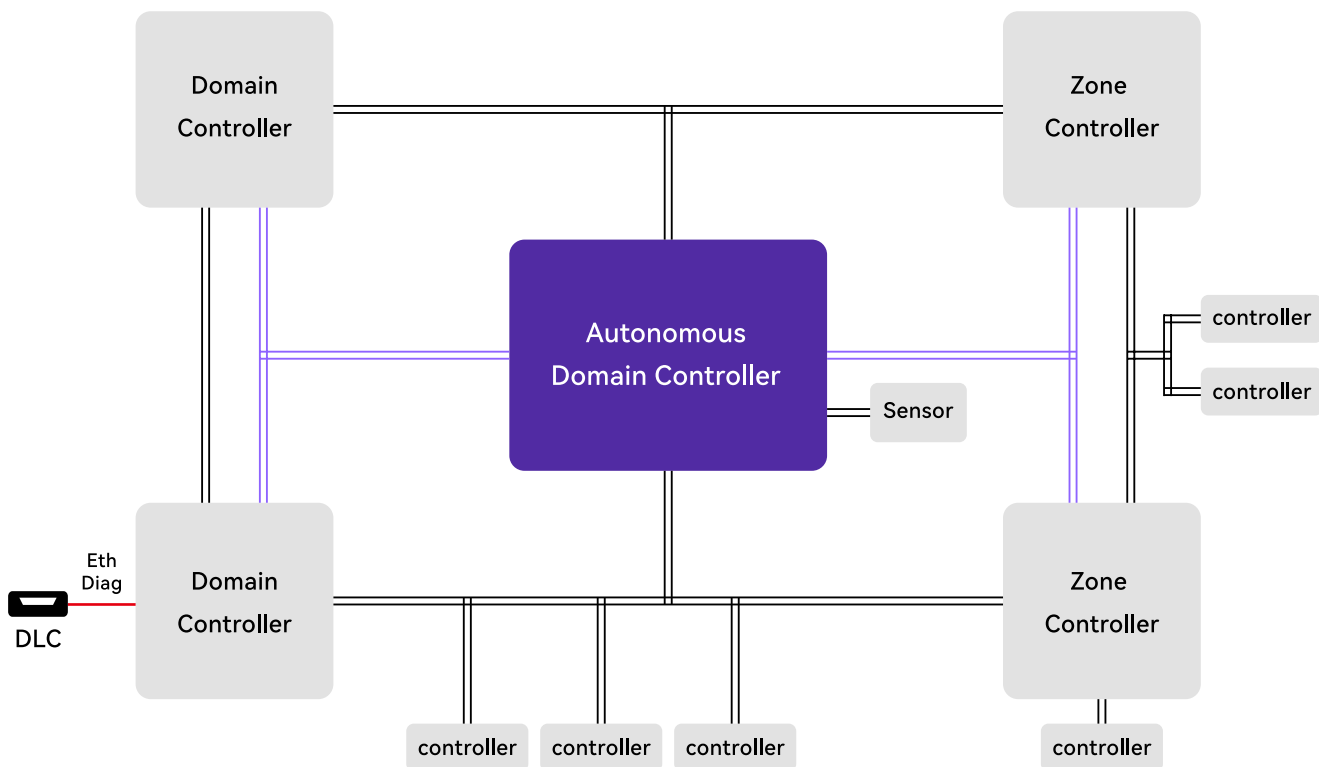 Domain
Controller
Zone
Controller
Autonomous
Domain Controller
controller
controller
Sensor
Eth
Diag
DLC
Domain
Controller
Zone
Controller
controller
controller
controller
controller